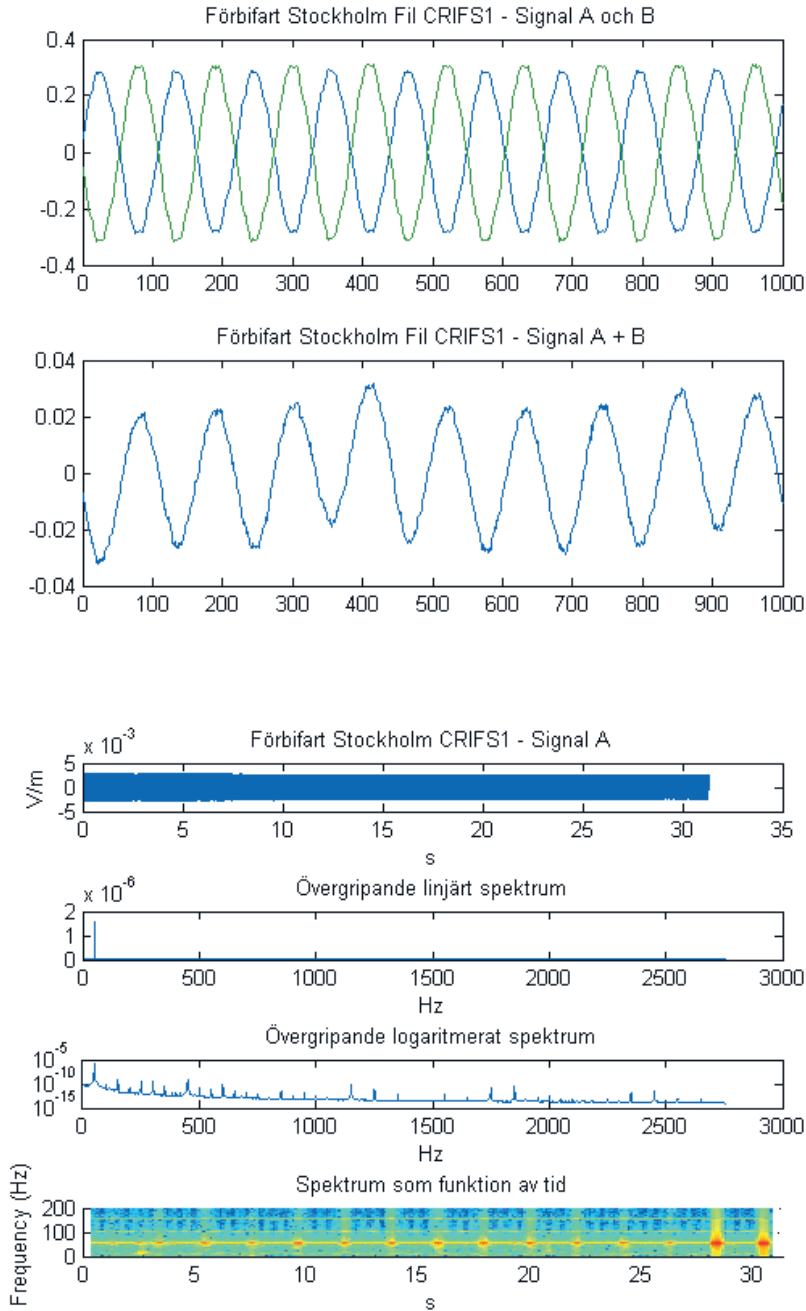 Förbifart Stockholm Fil CRIFS1 - Signal A och B
0.4
0.2
0
-0.2
-0.4
0 100 200 300 400 500 600 700 800 900 1000
Förbifart Stockholm Fil CRIFS1 - Signal A + B
0.04
0.02
0
-0.02
-0.04
0 100 200 300 400 500 600 700 800 900 1000
Förbifart Stockholm CRIFS1 - Signal A
x 10^-3
V/m
5
0
-5
0 5 10 15 20 25 30 35
s
Övergripande linjärt spektrum
x 10^-6
2
1
0
0 500 1000 1500 2000 2500 3000
Hz
Övergripande logaritmerat spektrum
10^-5
10^-10
10^-15
0 500 1000 1500 2000 2500 3000
Hz
Spektrum som funktion av tid
Frequency (Hz)
200
100
0
0 5 10 15 20 25 30
s